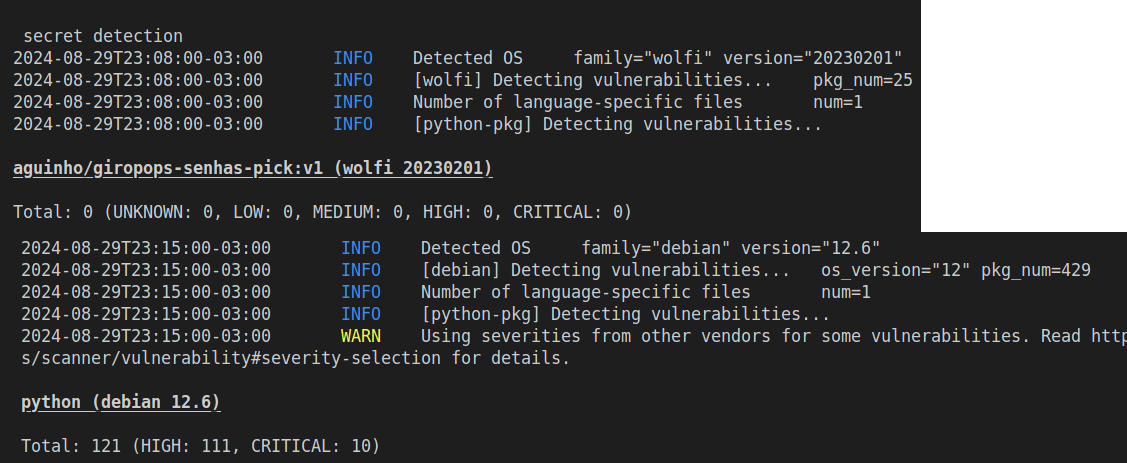 secret detection
2024-08-29T23:08:00-03:00 INFO Detected OS family="wolfi" version="20230201"
2024-08-29T23:08:00-03:00 INFO [wolfi] Detecting vulnerabilities... pkg_num=25
2024-08-29T23:08:00-03:00 INFO Number of language-specific files num=1
2024-08-29T23:08:00-03:00 INFO [python-pkg] Detecting vulnerabilities...
aguinho/giropops-senhas-pick:v1 (wolfi 20230201)
Total: 0 (UNKNOWN: 0, LOW: 0, MEDIUM: 0, HIGH: 0, CRITICAL: 0)
2024-08-29T23:15:00-03:00 INFO Detected OS family="debian" version="12.6"
2024-08-29T23:15:00-03:00 INFO [debian] Detecting vulnerabilities... os_version="12" pkg_num=429
2024-08-29T23:15:00-03:00 INFO Number of language-specific files num=1
2024-08-29T23:15:00-03:00 INFO [python-pkg] Detecting vulnerabilities...
2024-08-29T23:15:00-03:00 WARN Using severities from other vendors for some vulnerabilities. Read http
s/scanner/vulnerability#severity-selection for details.
python (debian 12.6)
Total: 121 (HIGH: 111, CRITICAL: 10)